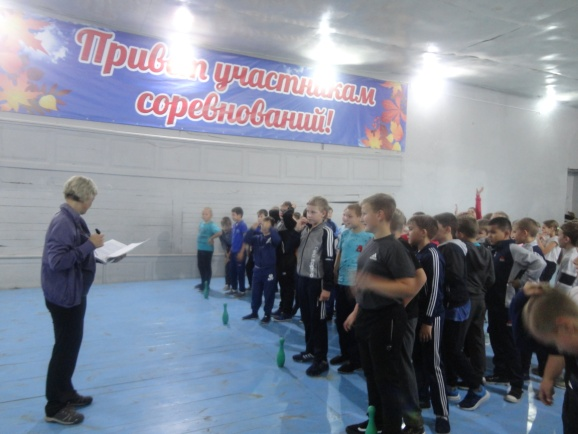 Привет участникам
соревнований!